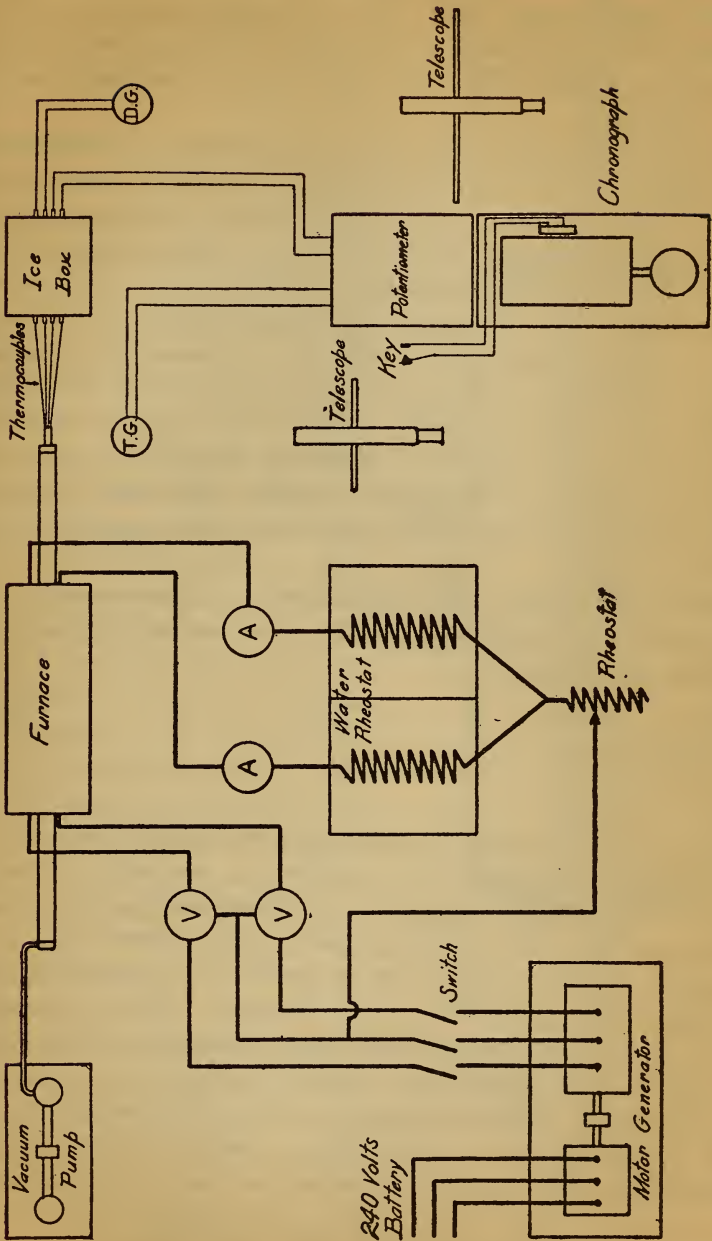 Vacuum
Pump
Furnace
Thermocouples
Ice
Box
D.G.
T.G.
V
V
A
A
Water
Rheostat
Telescope
Potentiameter
Telescope
Key
Switch
Rheostat
Chronograph
240 Volts
Battery
Motor Generator